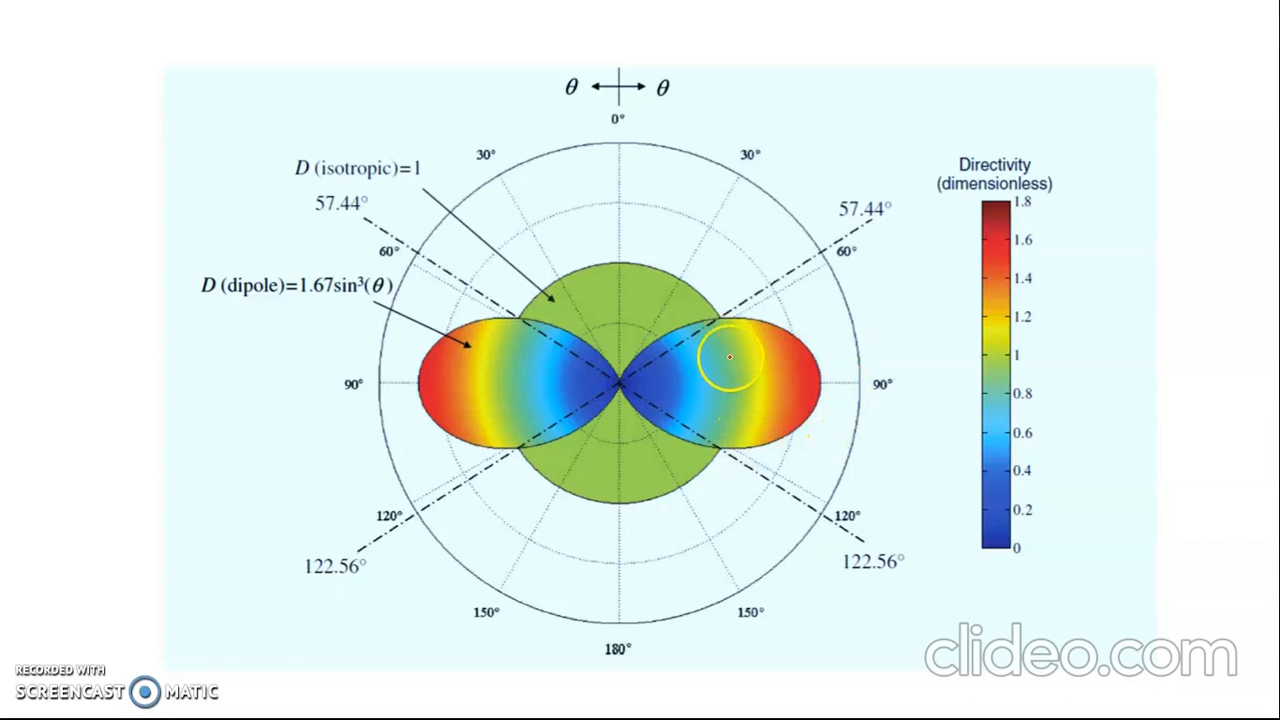 θ θ
0°
30° 30°
D (isotropic)=1
Directivity
(dimensionless)
57.44° 57.44°
60° 60°
D (dipole)=1.67sin³(θ)
1.8
1.6
1.4
1.2
1
0.8
0.6
0.4
0.2
0
90° 90°
120° 120°
122.56° 122.56°
150° 150°
180°
clideo.com
RECORDED WITH
SCREENCAST MATIC